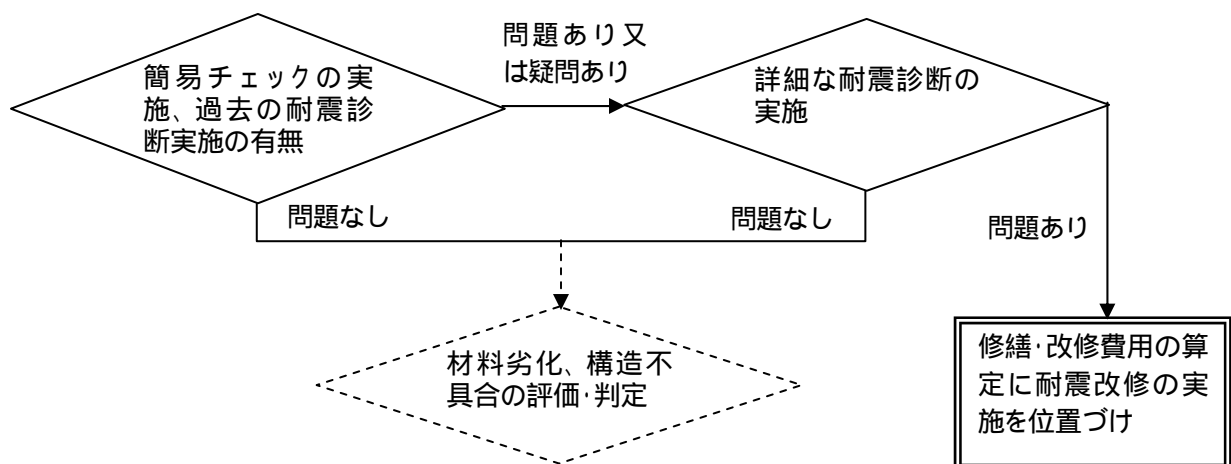 簡易チェックの実
施、過去の耐震診
断実施の有無
問題あり又
は疑問あり
詳細な耐震診断の
実施
問題なし
問題なし
問題あり
材料劣化、構造不
具合の評価・判定
修繕・改修費用の算
定に耐震改修の実
施を位置づけ